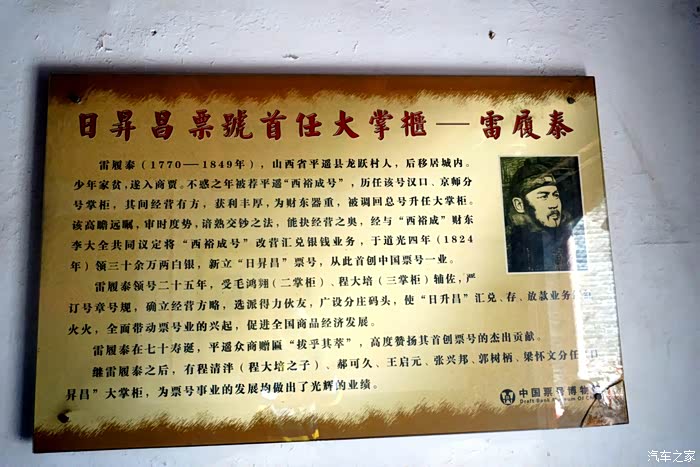 日昇昌票號首任大掌櫃——雷履泰
雷履泰（1770—1849年），山西省平遥县龙跃村人，后移居城内。
少年家贫，遂入商贾。不惑之年被荐平遥“西裕成号”，历任该号汉口、京师分
号掌柜，其间经营有方，获利丰厚，为财东器重，被调回总号升任大掌柜。
该高瞻远瞩，审时度势，谙熟交钞之法，能抉经营之奥，经与“西裕成”财东
李大全共同议定将“西裕成号”改营汇兑银钱业务，于道光四年（1824
年）领三十余万两白银，新立“日昇昌”票号，从此首创中国票号一业。
雷履泰领号二十五年，受毛鸿翙（二掌柜）、程大培（三掌柜）辅佐，严
订号章号规，确立经营方略，选派得力伙友，广设分庄码头，使“日升昌”汇兑、存、放款业务
火火，全面带动票号业的兴起，促进全国商品经济发展。
雷履泰在七十寿诞，平遥众商赠匾“拔乎其萃”，高度赞扬其首创票号的杰出贡献。
继雷履泰之后，有程清泮（程大培之子）、郝可久、王启元、张兴邦、郭树柄、梁怀文分任
昇昌”大掌柜，为票号事业的发展均做出了光辉的业绩。
中国票号博物
Draft Bank Museum Of
汽车之家